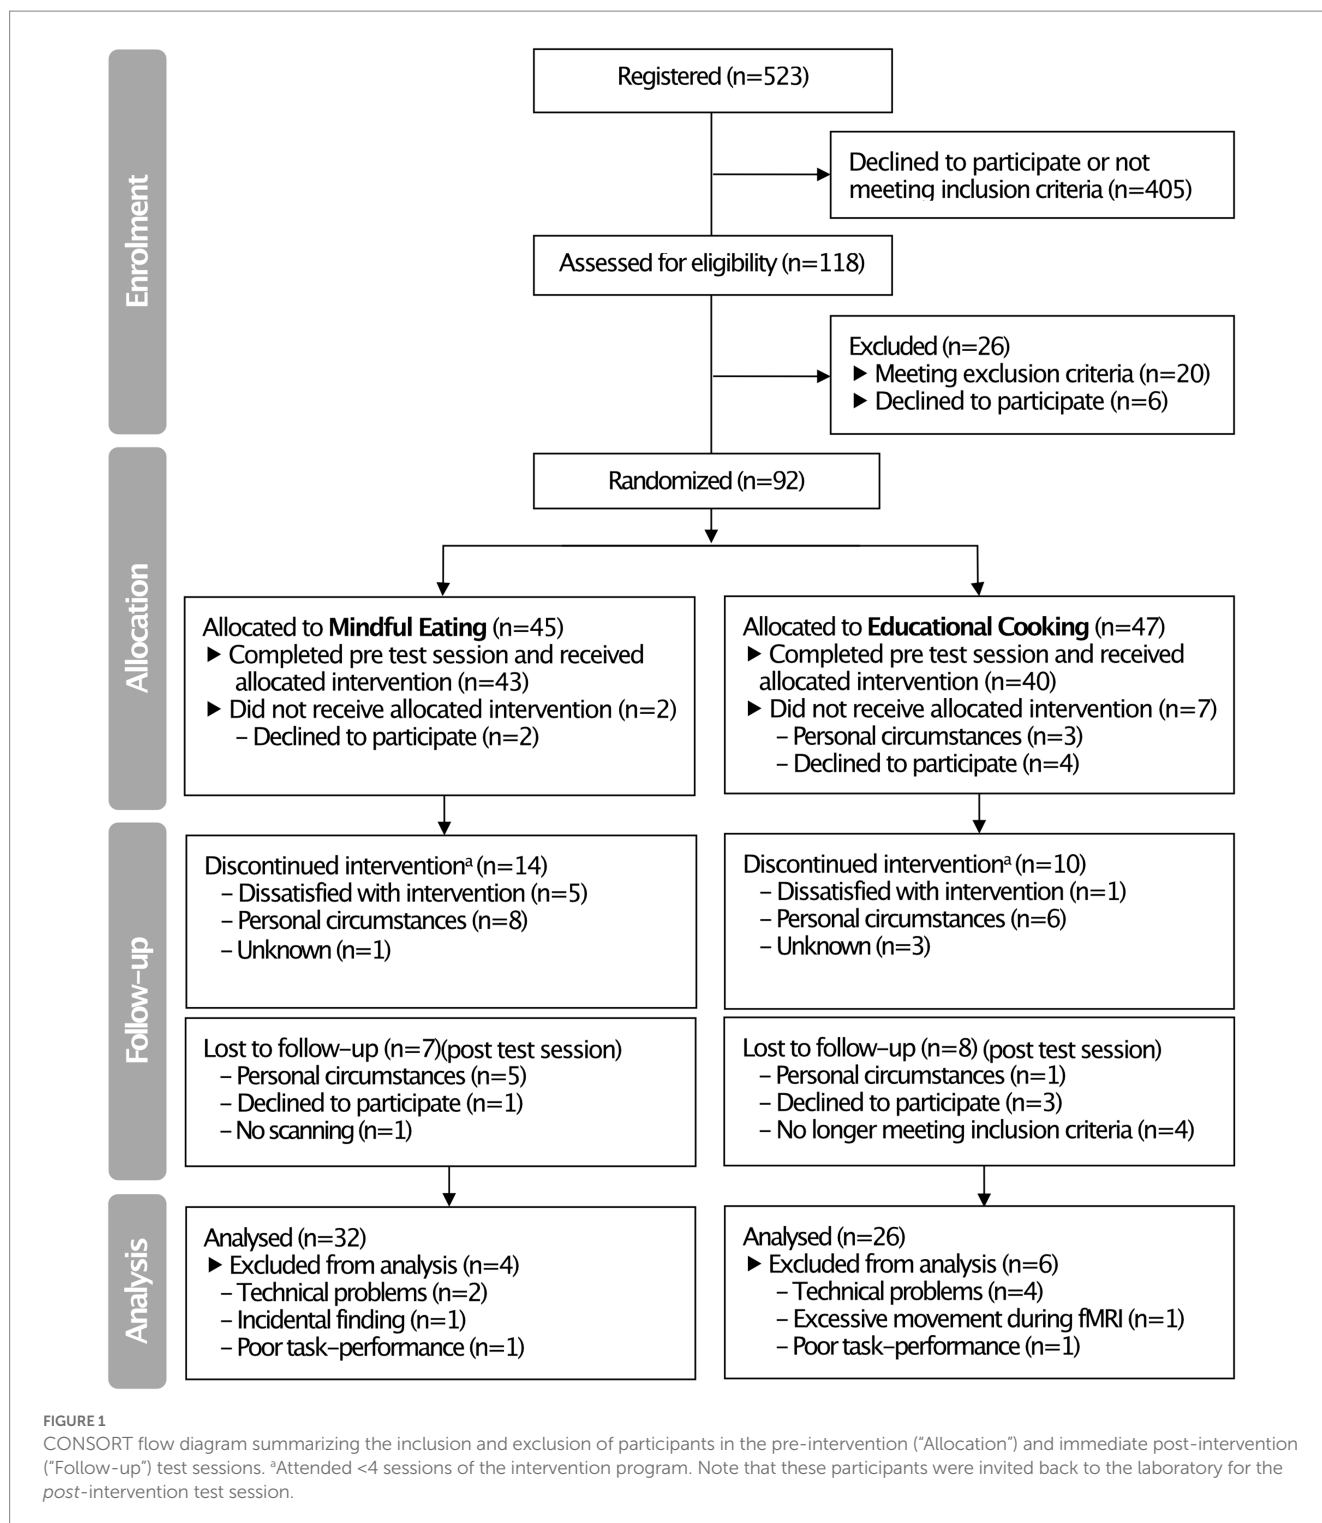 Enrolment
Registered (n=523)
Declined to participate or not
meeting inclusion criteria (n=405)
Assessed for eligibility (n=118)
Excluded (n=26)
▶ Meeting exclusion criteria (n=20)
▶ Declined to participate (n=6)
Allocation
Randomized (n=92)
Allocated to Mindful Eating (n=45)
▶ Completed pre test session and received
allocated intervention (n=43)
▶ Did not receive allocated intervention (n=2)
– Declined to participate (n=2)
Allocated to Educational Cooking (n=47)
▶ Completed pre test session and received
allocated intervention (n=40)
▶ Did not receive allocated intervention (n=7)
– Personal circumstances (n=3)
– Declined to participate (n=4)
Follow–up
Discontinued interventionᵃ (n=14)
– Dissatisfied with intervention (n=5)
– Personal circumstances (n=8)
– Unknown (n=1)
Discontinued interventionᵃ (n=10)
– Dissatisfied with intervention (n=1)
– Personal circumstances (n=6)
– Unknown (n=3)
Lost to follow–up (n=7)(post test session)
– Personal circumstances (n=5)
– Declined to participate (n=1)
– No scanning (n=1)
Lost to follow–up (n=8) (post test session)
– Personal circumstances (n=1)
– Declined to participate (n=3)
– No longer meeting inclusion criteria (n=4)
Analysis
Analysed (n=32)
▶ Excluded from analysis (n=4)
– Technical problems (n=2)
– Incidental finding (n=1)
– Poor task–performance (n=1)
Analysed (n=26)
▶ Excluded from analysis (n=6)
– Technical problems (n=4)
– Excessive movement during fMRI (n=1)
– Poor task–performance (n=1)
FIGURE 1
CONSORT flow diagram summarizing the inclusion and exclusion of participants in the pre-intervention (“Allocation”) and immediate post-intervention
(“Follow-up”) test sessions. ᵃAttended <4 sessions of the intervention program. Note that these participants were invited back to the laboratory for the
post-intervention test session.